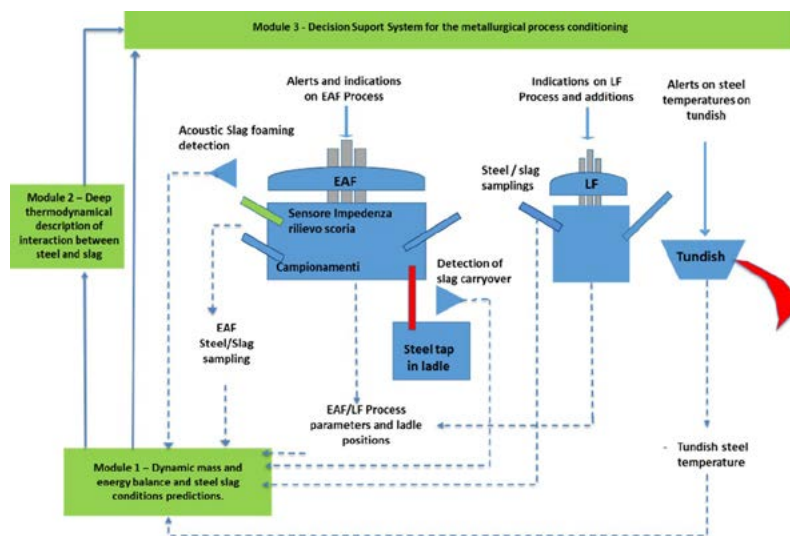 Module 3 - Decision Suport System for the metallurgical process conditioning
Alerts and indications
on EAF Process
Indications on LF
Process and additions
Alerts on steel
temperatures on
tundish
Acoustic Slag foaming
detection
Steel / slag
samplings
EAF
LF
Module 2 – Deep
thermodynamical
description of
interaction between
steel and slag
Sensore Impedenza
rilievo scoria
Campionamenti
Detection of
slag carryover
Tundish
EAF
Steel/Slag
sampling
Steel tap
in ladle
EAF/LF Process
parameters and ladle
positions
Module 1 – Dynamic mass and
energy balance and steel slag
conditions predictions.
- Tundish steel
temperature